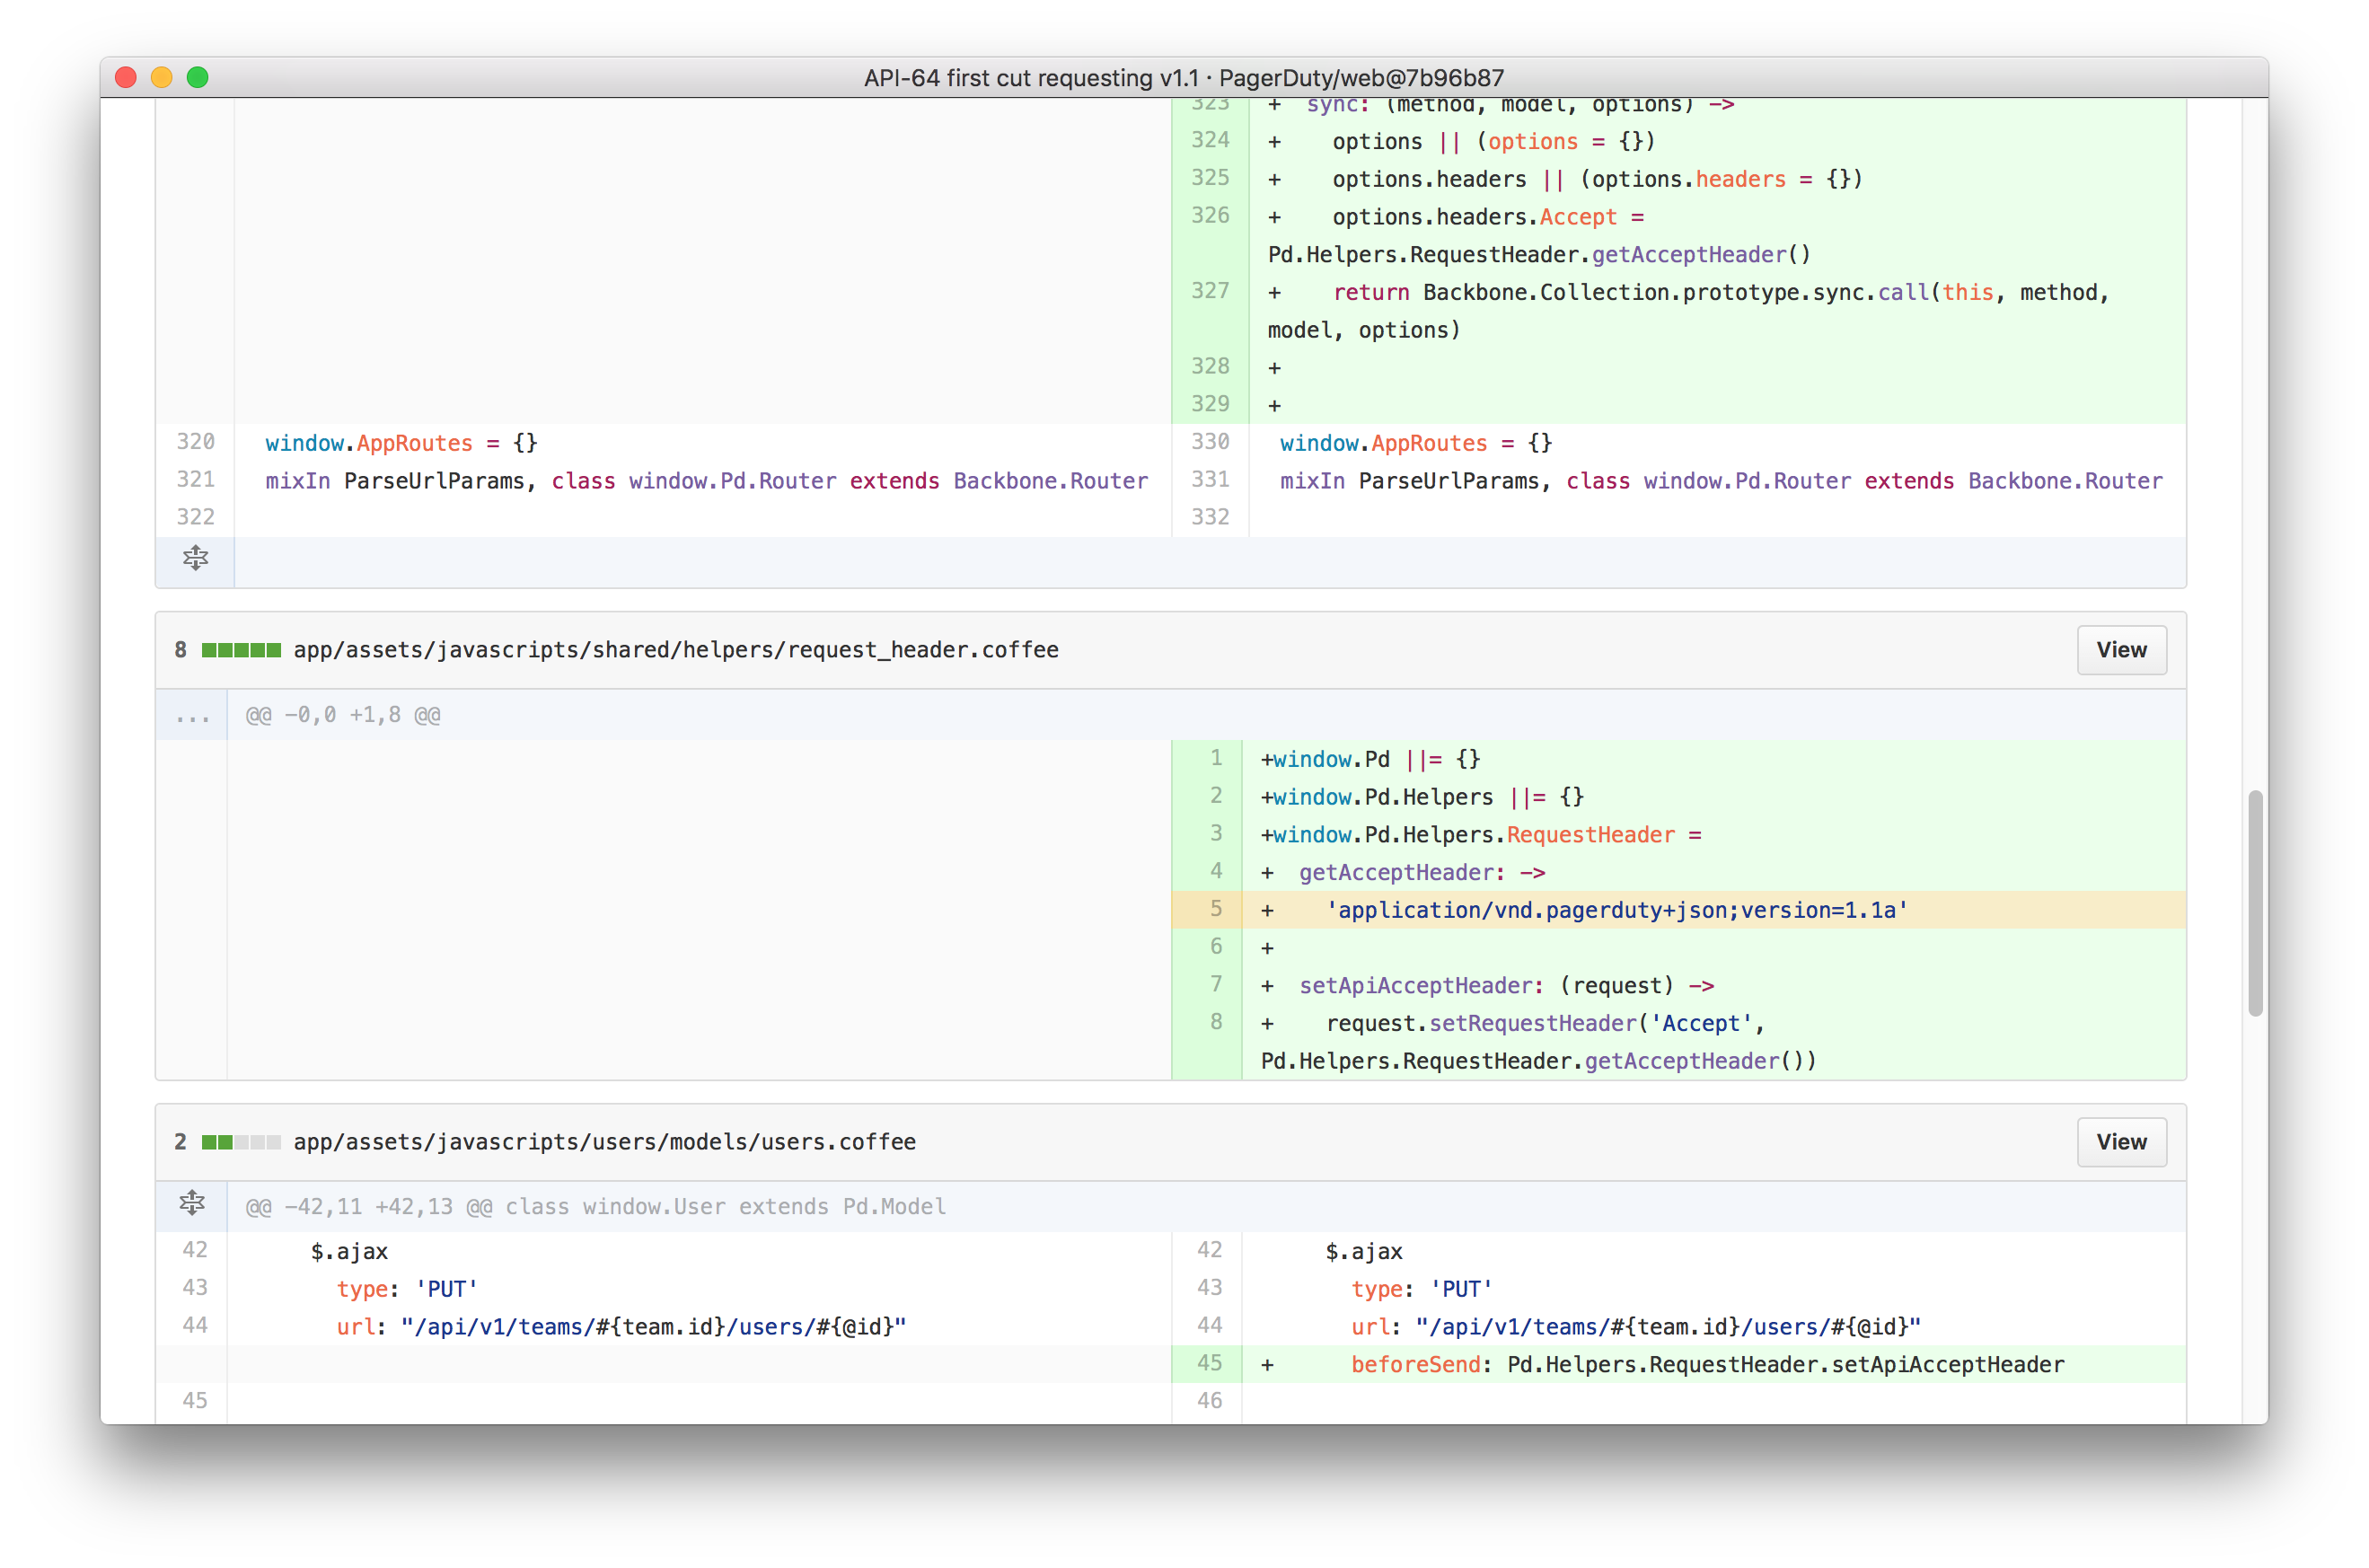 API-64 first cut requesting v1.1 · PagerDuty/web@7b96b87
323 + sync: (method, model, options) ->
324 + options || (options = {})
325 + options.headers || (options.headers = {})
326 + options.headers.Accept =
Pd.Helpers.RequestHeader.getAcceptHeader()
327 + return Backbone.Collection.prototype.sync.call(this, method,
model, options)
328 +
329 +
320 window.AppRoutes = {} 330 window.AppRoutes = {}
321 mixIn ParseUrlParams, class window.Pd.Router extends Backbone.Router 331 mixIn ParseUrlParams, class window.Pd.Router extends Backbone.Router
322 332
8 app/assets/javascripts/shared/helpers/request_header.coffee View
... @@ -0,0 +1,8 @@
1 +window.Pd ||= {}
2 +window.Pd.Helpers ||= {}
3 +window.Pd.Helpers.RequestHeader =
4 + getAcceptHeader: ->
5 + 'application/vnd.pagerduty+json;version=1.1a'
6 +
7 + setApiAcceptHeader: (request) ->
8 + request.setRequestHeader('Accept',
Pd.Helpers.RequestHeader.getAcceptHeader())
2 app/assets/javascripts/users/models/users.coffee View
@@ -42,11 +42,13 @@ class window.User extends Pd.Model
42 $.ajax 42 $.ajax
43 type: 'PUT' 43 type: 'PUT'
44 url: "/api/v1/teams/#{team.id}/users/#{@id}" 44 url: "/api/v1/teams/#{team.id}/users/#{@id}"
45 + beforeSend: Pd.Helpers.RequestHeader.setApiAcceptHeader
45 46